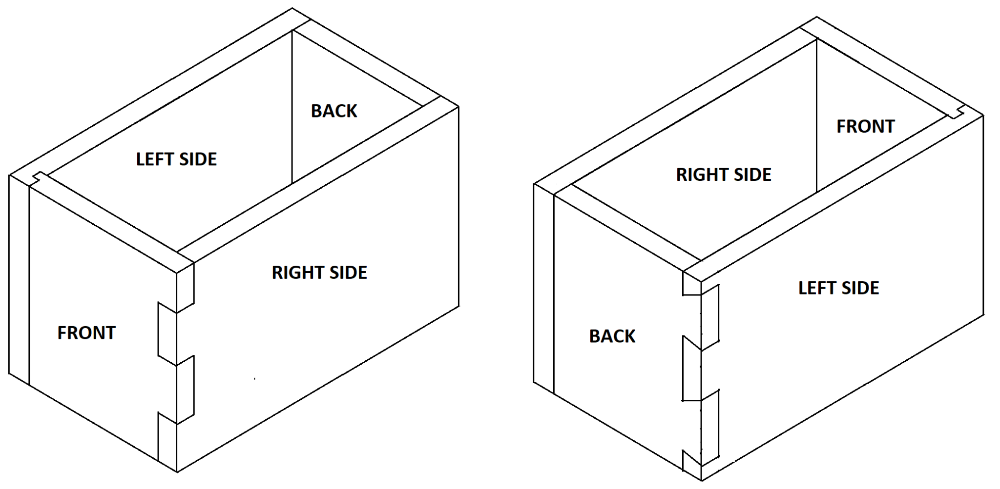 BACK
LEFT SIDE
RIGHT SIDE
FRONT
FRONT
RIGHT SIDE
LEFT SIDE
BACK